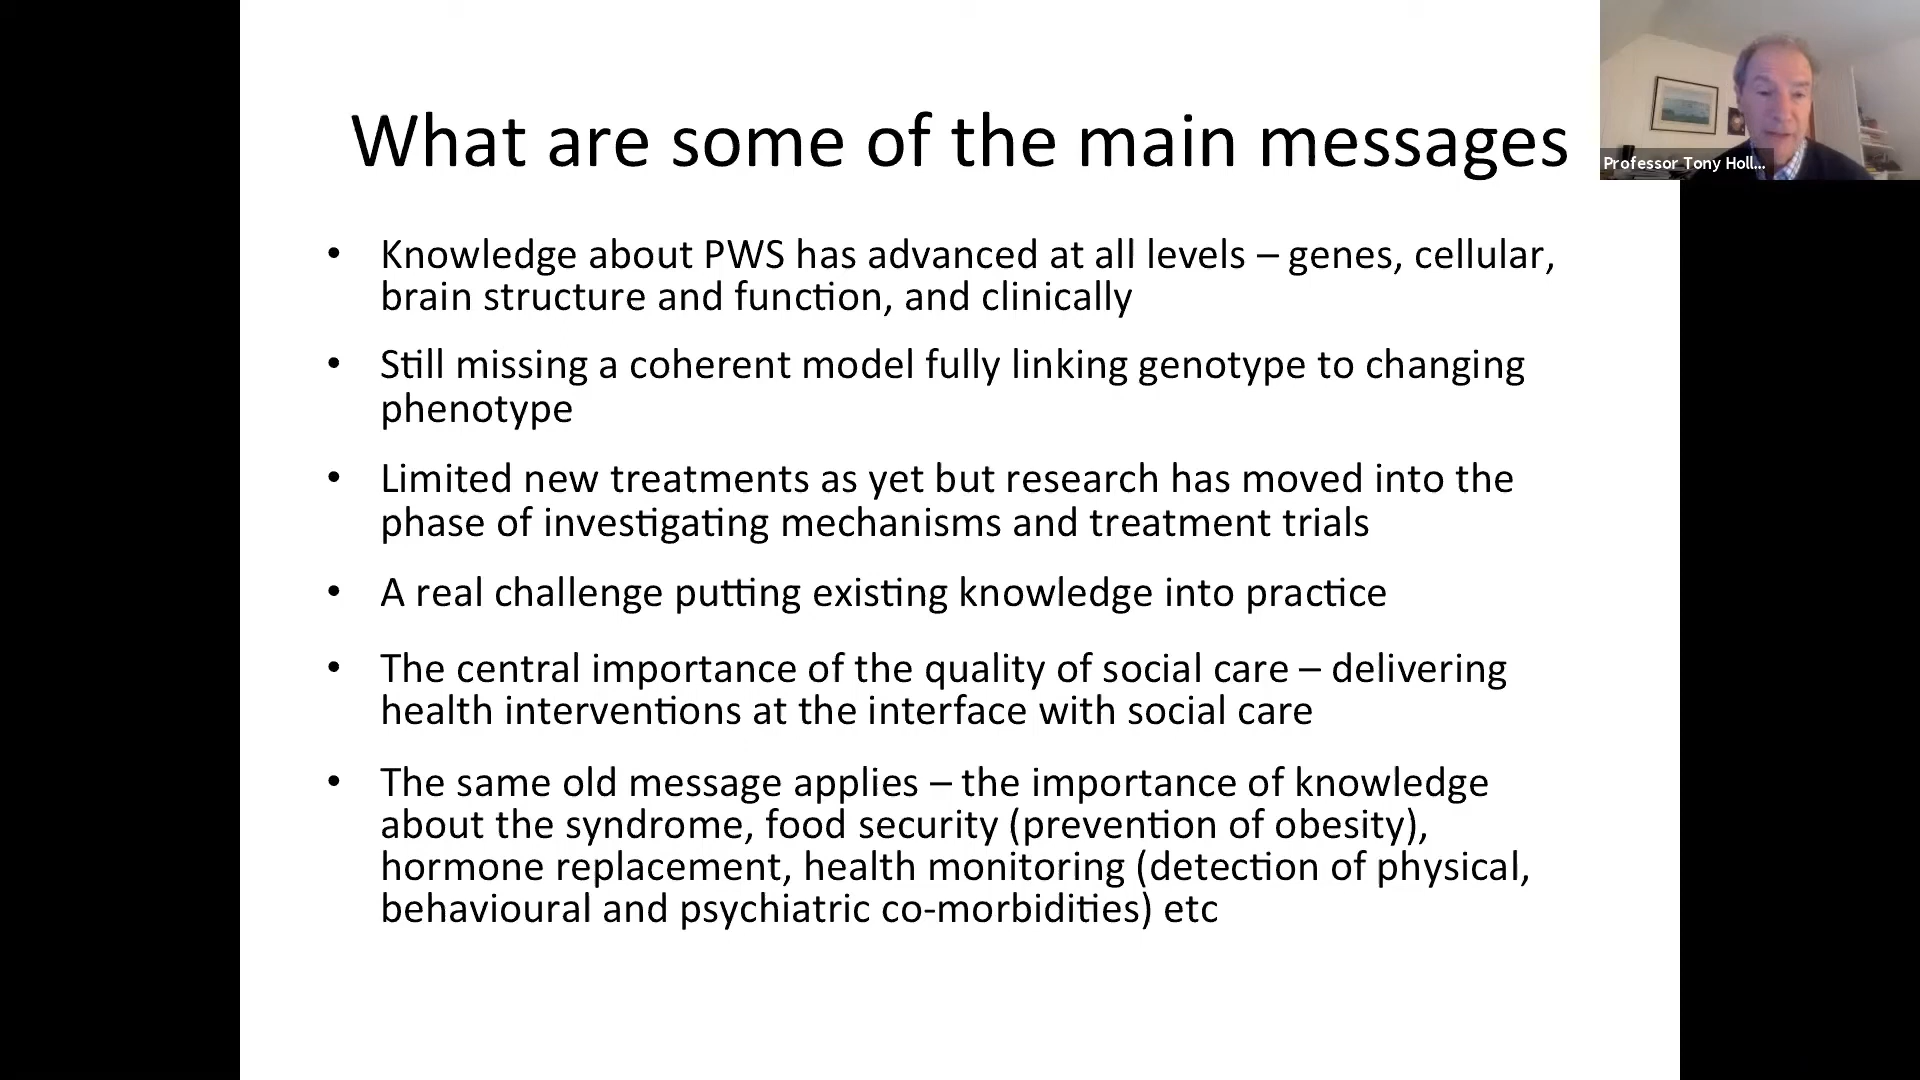 What are some of the main messages
Professor Tony Holl...
• Knowledge about PWS has advanced at all levels – genes, cellular,
brain structure and function, and clinically
• Still missing a coherent model fully linking genotype to changing
phenotype
• Limited new treatments as yet but research has moved into the
phase of investigating mechanisms and treatment trials
• A real challenge putting existing knowledge into practice
• The central importance of the quality of social care – delivering
health interventions at the interface with social care
• The same old message applies – the importance of knowledge
about the syndrome, food security (prevention of obesity),
hormone replacement, health monitoring (detection of physical,
behavioural and psychiatric co-morbidities) etc